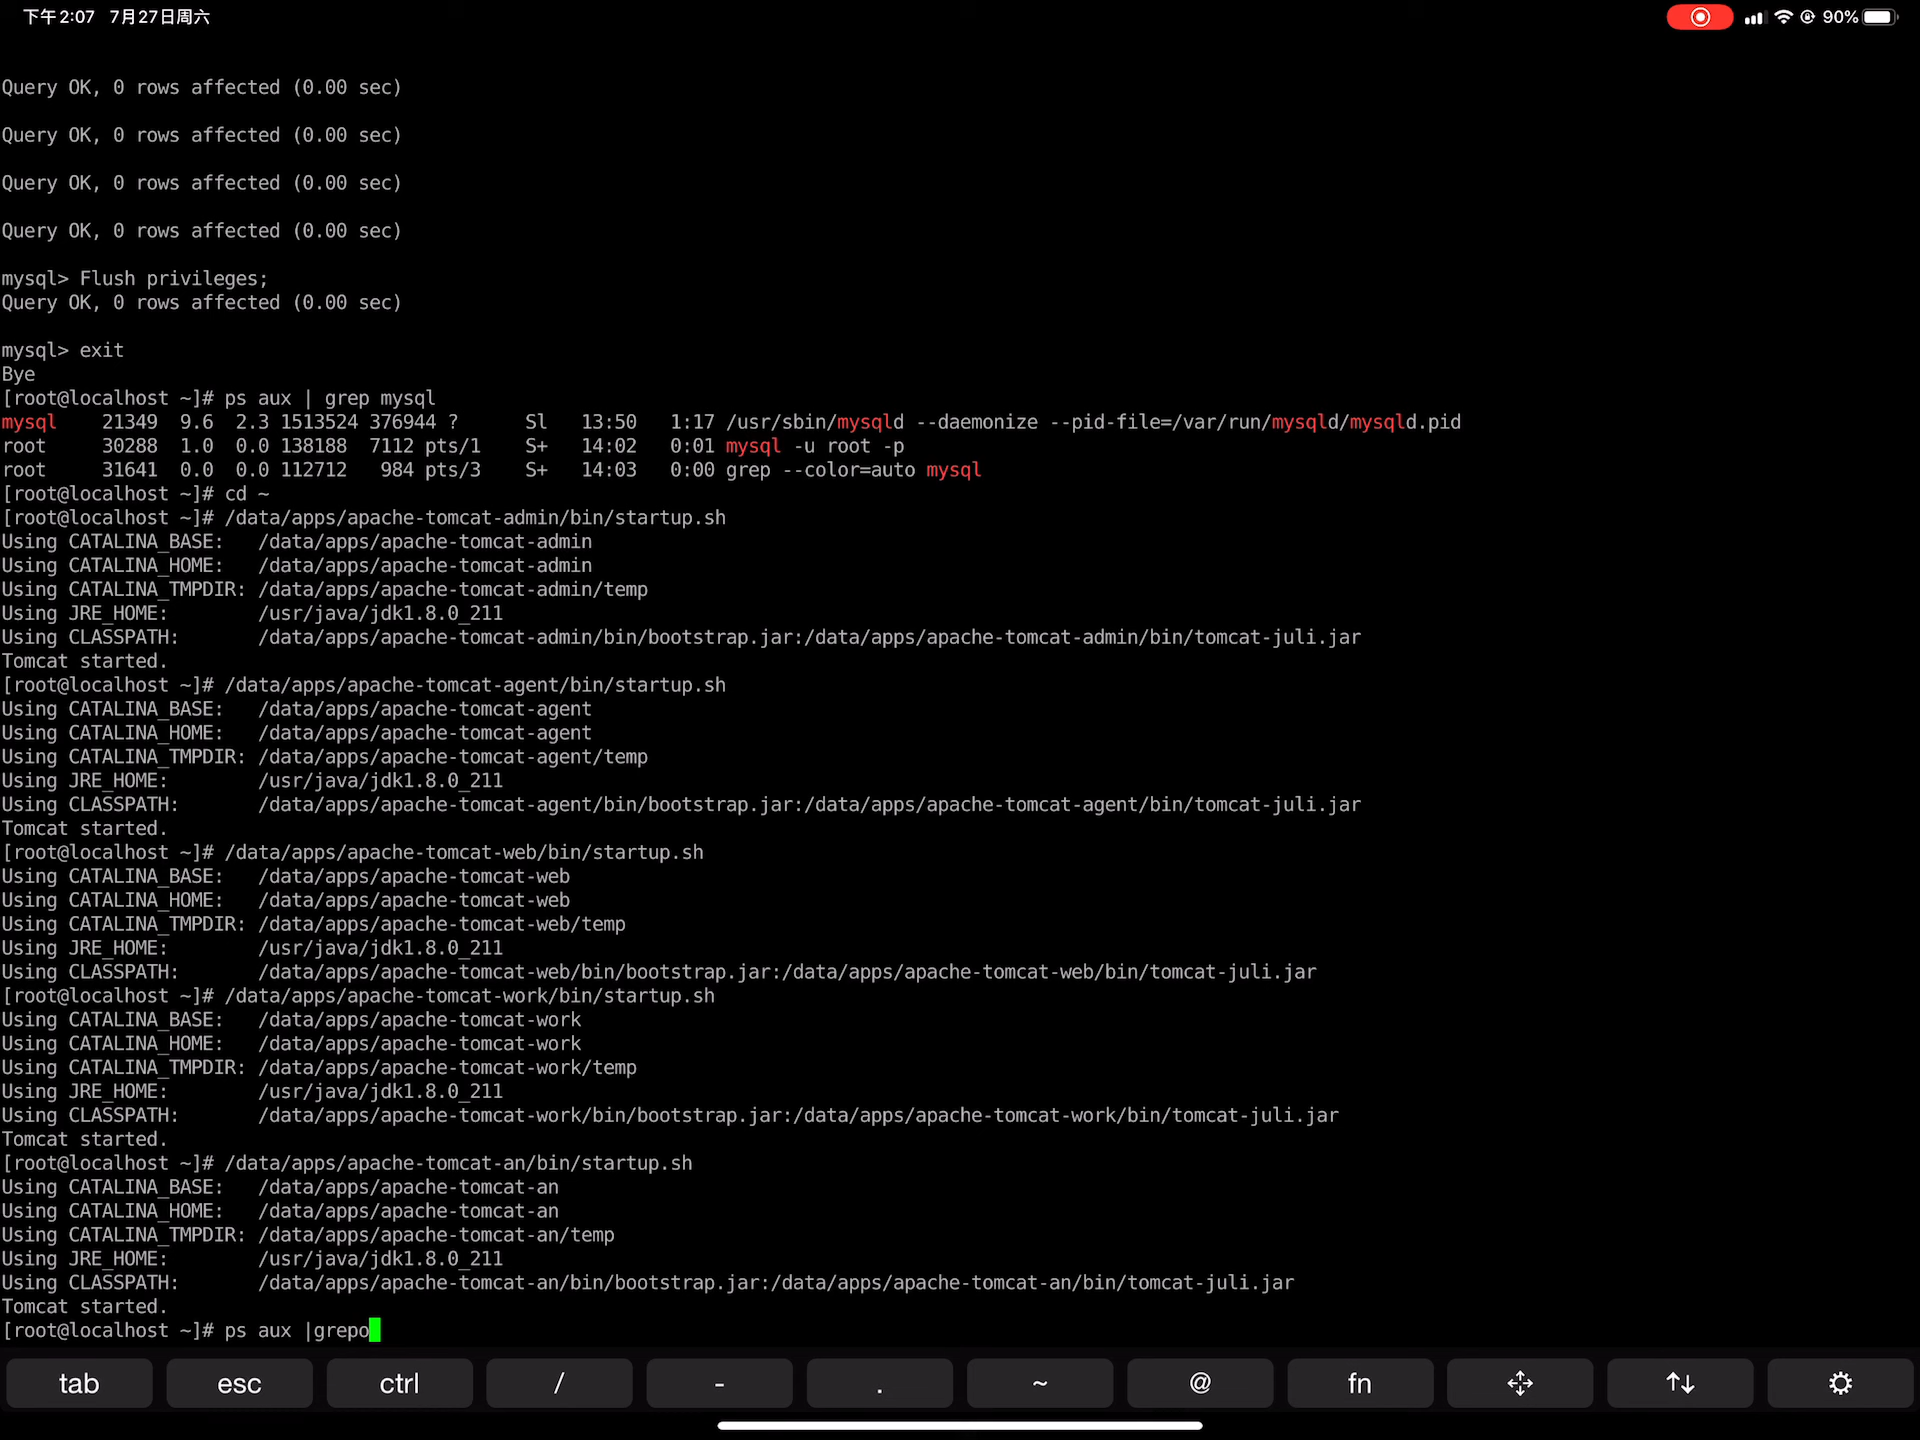 下午2:07 7月27日周六 90%
Query OK, 0 rows affected (0.00 sec)
Query OK, 0 rows affected (0.00 sec)
Query OK, 0 rows affected (0.00 sec)
Query OK, 0 rows affected (0.00 sec)
mysql> Flush privileges;
Query OK, 0 rows affected (0.00 sec)
mysql> exit
Bye
[root@localhost ~]# ps aux | grep mysql
mysql    21349  9.6  2.3 1513524 376944 ?      Sl   13:50   1:17 /usr/sbin/mysqld --daemonize --pid-file=/var/run/mysqld/mysqld.pid
root     30288  1.0  0.0 138188  7112 pts/1    S+   14:02   0:01 mysql -u root -p
root     31641  0.0  0.0 112712   984 pts/3    S+   14:03   0:00 grep --color=auto mysql
[root@localhost ~]# cd ~
[root@localhost ~]# /data/apps/apache-tomcat-admin/bin/startup.sh
Using CATALINA_BASE:   /data/apps/apache-tomcat-admin
Using CATALINA_HOME:   /data/apps/apache-tomcat-admin
Using CATALINA_TMPDIR: /data/apps/apache-tomcat-admin/temp
Using JRE_HOME:        /usr/java/jdk1.8.0_211
Using CLASSPATH:       /data/apps/apache-tomcat-admin/bin/bootstrap.jar:/data/apps/apache-tomcat-admin/bin/tomcat-juli.jar
Tomcat started.
[root@localhost ~]# /data/apps/apache-tomcat-agent/bin/startup.sh
Using CATALINA_BASE:   /data/apps/apache-tomcat-agent
Using CATALINA_HOME:   /data/apps/apache-tomcat-agent
Using CATALINA_TMPDIR: /data/apps/apache-tomcat-agent/temp
Using JRE_HOME:        /usr/java/jdk1.8.0_211
Using CLASSPATH:       /data/apps/apache-tomcat-agent/bin/bootstrap.jar:/data/apps/apache-tomcat-agent/bin/tomcat-juli.jar
Tomcat started.
[root@localhost ~]# /data/apps/apache-tomcat-web/bin/startup.sh
Using CATALINA_BASE:   /data/apps/apache-tomcat-web
Using CATALINA_HOME:   /data/apps/apache-tomcat-web
Using CATALINA_TMPDIR: /data/apps/apache-tomcat-web/temp
Using JRE_HOME:        /usr/java/jdk1.8.0_211
Using CLASSPATH:       /data/apps/apache-tomcat-web/bin/bootstrap.jar:/data/apps/apache-tomcat-web/bin/tomcat-juli.jar
[root@localhost ~]# /data/apps/apache-tomcat-work/bin/startup.sh
Using CATALINA_BASE:   /data/apps/apache-tomcat-work
Using CATALINA_HOME:   /data/apps/apache-tomcat-work
Using CATALINA_TMPDIR: /data/apps/apache-tomcat-work/temp
Using JRE_HOME:        /usr/java/jdk1.8.0_211
Using CLASSPATH:       /data/apps/apache-tomcat-work/bin/bootstrap.jar:/data/apps/apache-tomcat-work/bin/tomcat-juli.jar
Tomcat started.
[root@localhost ~]# /data/apps/apache-tomcat-an/bin/startup.sh
Using CATALINA_BASE:   /data/apps/apache-tomcat-an
Using CATALINA_HOME:   /data/apps/apache-tomcat-an
Using CATALINA_TMPDIR: /data/apps/apache-tomcat-an/temp
Using JRE_HOME:        /usr/java/jdk1.8.0_211
Using CLASSPATH:       /data/apps/apache-tomcat-an/bin/bootstrap.jar:/data/apps/apache-tomcat-an/bin/tomcat-juli.jar
Tomcat started.
[root@localhost ~]# ps aux |grepo
tab esc ctrl / - . ~ @ fn